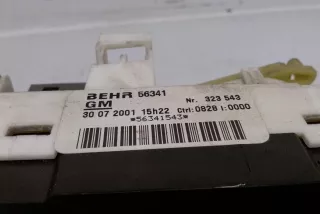 BEHR 56341 Nr. 323 543
GM
30 07 2001 15h22 Ctrl:0828 I:0000
*56341543*